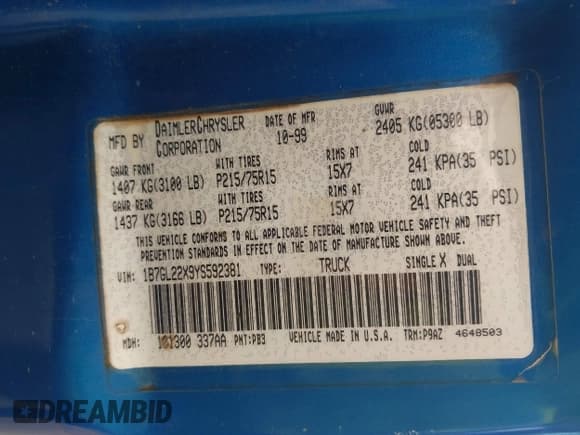 MFD BY DAIMLERCHRYSLER CORPORATION DATE OF MFR 10-99 GVWR 2405 KG(05300 LB)
GAWR FRONT WITH TIRES RIMS AT COLD
1407 KG(3100 LB) P215/75R15 15X7 241 KPA(35 PSI)
GAWR REAR WITH TIRES RIMS AT COLD
1437 KG(3166 LB) P215/75R15 15X7 241 KPA(35 PSI)
THIS VEHICLE CONFORMS TO ALL APPLICABLE FEDERAL MOTOR VEHICLE SAFETY AND THEFT
PREVENTION STANDARDS IN EFFECT ON THE DATE OF MANUFACTURE SHOWN ABOVE.
VIN: 1B7GL22X9YS592381 TYPE: TRUCK SINGLE X DUAL
MDH: 300 337AA PNT:PB3 VEHICLE MADE IN U.S.A. TRM:P9AZ 4648503
DREAMBID